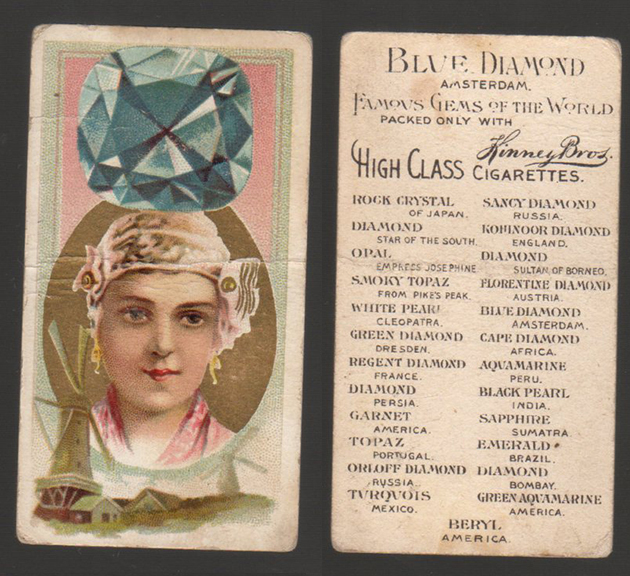 BLUE DIAMOND
AMSTERDAM.
FAMOUS GEMS OF THE WORLD
PACKED ONLY WITH
Kinney Bros.
HIGH CLASS CIGARETTES.
ROCK CRYSTAL
OF JAPAN.
DIAMOND
STAR OF THE SOUTH.
OPAL
EMPRESS JOSEPHINE
SMOKY TOPAZ
FROM PIKE'S PEAK.
WHITE PEARL
CLEOPATRA.
GREEN DIAMOND
DRESDEN.
REGENT DIAMOND
FRANCE.
DIAMOND
PERSIA.
GARNET
AMERICA.
TOPAZ
PORTUGAL.
ORLOFF DIAMOND
RUSSIA.
TURQUOIS
MEXICO.
SANCY DIAMOND
RUSSIA.
KOHINOOR DIAMOND
ENGLAND.
DIAMOND
SULTAN, OF BORNEO.
FLORENTINE DIAMOND
AUSTRIA.
BLUE DIAMOND
AMSTERDAM.
CAPE DIAMOND
AFRICA.
AQUAMARINE
PERU.
BLACK PEARL
INDIA.
SAPPHIRE
SUMATRA.
EMERALD
BRAZIL.
DIAMOND
BOMBAY.
GREEN AQUAMARINE
AMERICA.
BERYL
AMERICA.